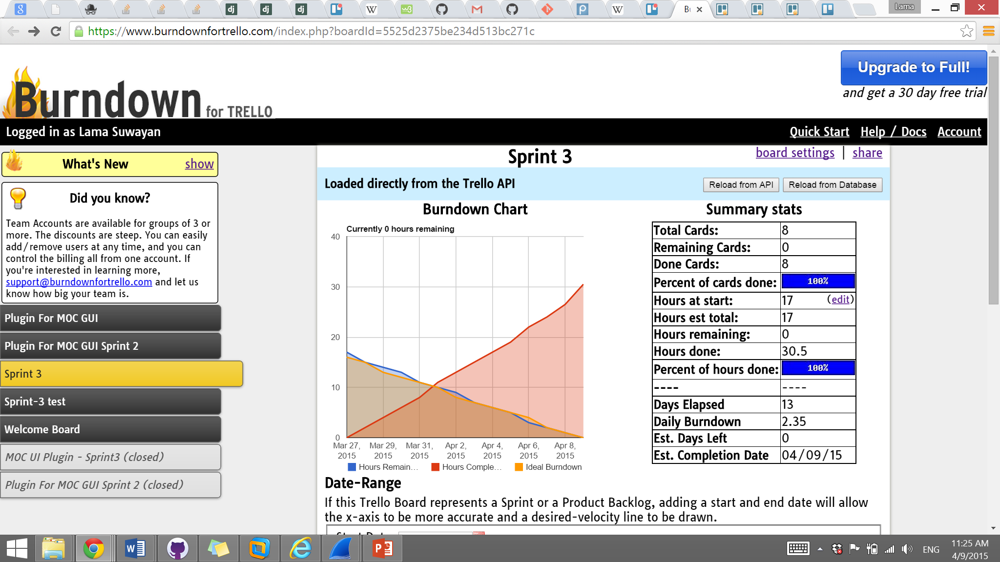 Lama
https://www.burndownfortrello.com/index.php?boardId=5525d2375be234d513bc271c
Upgrade to Full!
and get a 30 day free trial
Burndown for TRELLO
Logged in as Lama Suwayan
Quick Start Help / Docs Account
What's New show
Did you know?
Team Accounts are available for groups of 3 or
more. The discounts are steep. You can easily
add/remove users at any time, and you can
control the billing all from one account. If
you're interested in learning more,
support@burndownfortrello.com and let us
know how big your team is.
Plugin For MOC GUI
Plugin For MOC GUI Sprint 2
Sprint 3
Sprint-3 test
Welcome Board
MOC UI Plugin - Sprint3 (closed)
Plugin For MOC GUI Sprint 2 (closed)
Sprint 3
board settings | share
Loaded directly from the Trello API
Reload from API Reload from Database
Burndown Chart
Currently 0 hours remaining
40
30
20
10
0
Mar 27, 2015 Mar 29, 2015 Mar 31, 2015 Apr 2, 2015 Apr 4, 2015 Apr 6, 2015 Apr 8, 2015
Hours Remain… Hours Comple… Ideal Burndown
Summary stats
Total Cards: 8
Remaining Cards: 0
Done Cards: 8
Percent of cards done: 100%
Hours at start: 17 (edit)
Hours est total: 17
Hours remaining: 0
Hours done: 30.5
Percent of hours done: 100%
---- ----
Days Elapsed 13
Daily Burndown 2.35
Est. Days Left 0
Est. Completion Date 04/09/15
Date-Range
If this Trello Board represents a Sprint or a Product Backlog, adding a start and end date will allow
the x-axis to be more accurate and a desired-velocity line to be drawn.
ENG
11:25 AM
4/9/2015